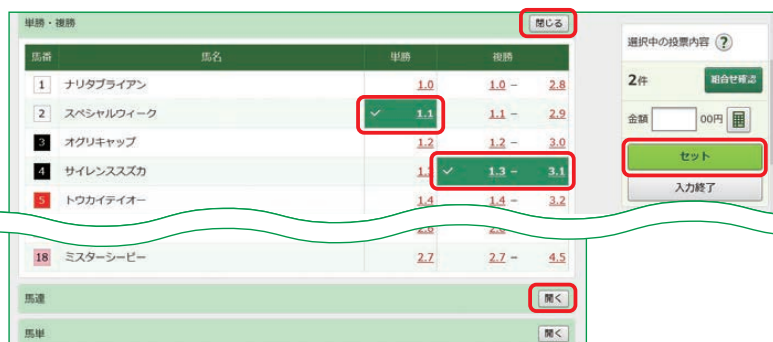 単勝・複勝 閉じる
馬番 馬名 単勝 複勝
1 ナリタブライアン 1.0 1.0 - 2.8
2 スペシャルウィーク ✓ 1.1 1.1 - 2.9
3 オグリキャップ 1.2 1.2 - 3.0
4 サイレンススズカ ✓ 1.3 - 3.1
5 トウカイテイオー 1.4 1.4 - 3.2
18 ミスターシービー 2.7 2.7 - 4.5
馬連 開く
馬単 開く
選択中の投票内容 ?
2件 組合せ確認
金額 00円
セット
入力終了